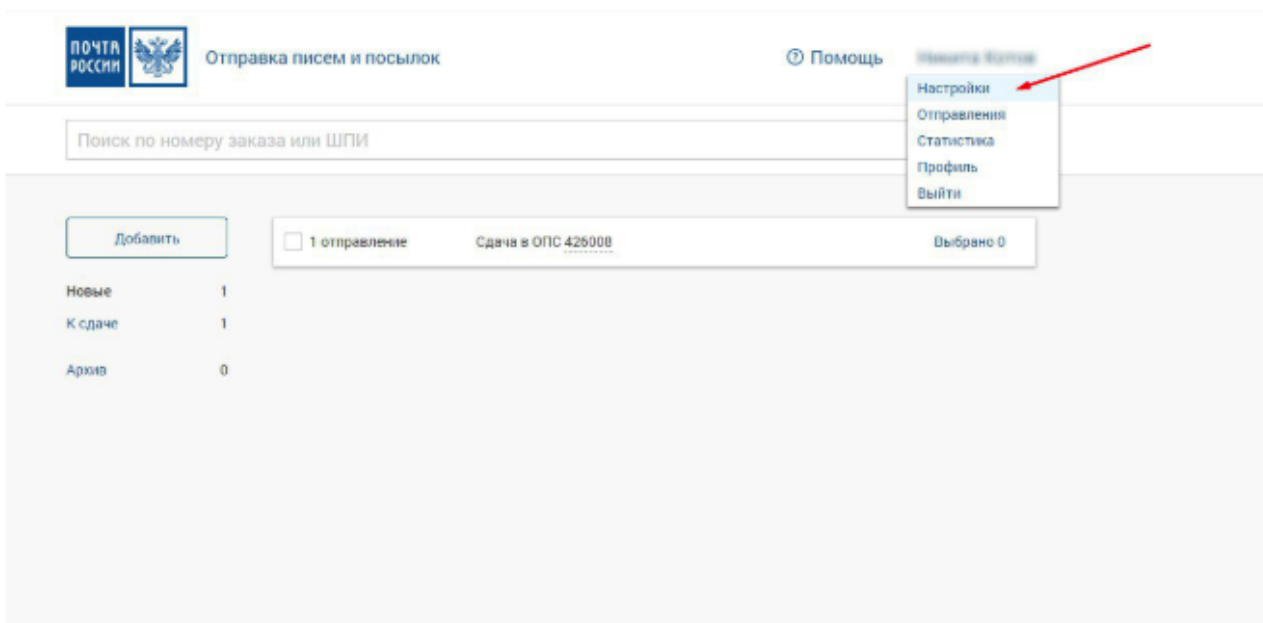 ПОЧТА
РОССИИ
Отправка писем и посылок
? Помощь
Настройки
Отправления
Статистика
Профиль
Выйти
Поиск по номеру заказа или ШПИ
Добавить
1 отправление Сдача в ОПС 426008 Выбрано 0
Новые 1
К сдаче 1
Архив 0